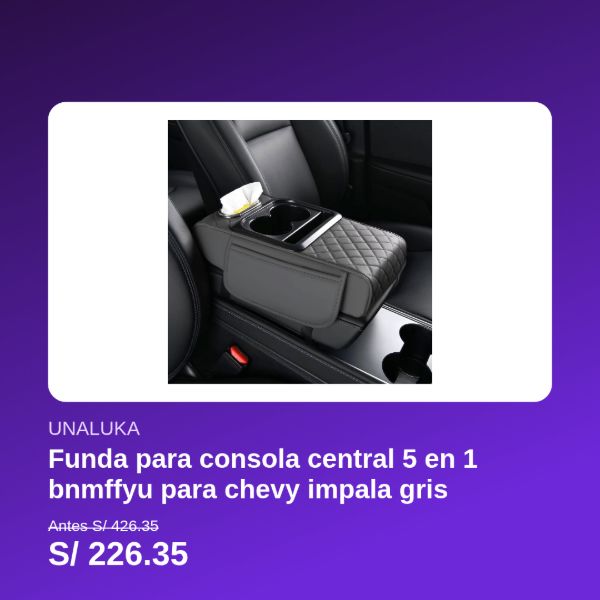 UNALUKA
Funda para consola central 5 en 1
bnmffyu para chevy impala gris
Antes S/ 426.35
S/ 226.35